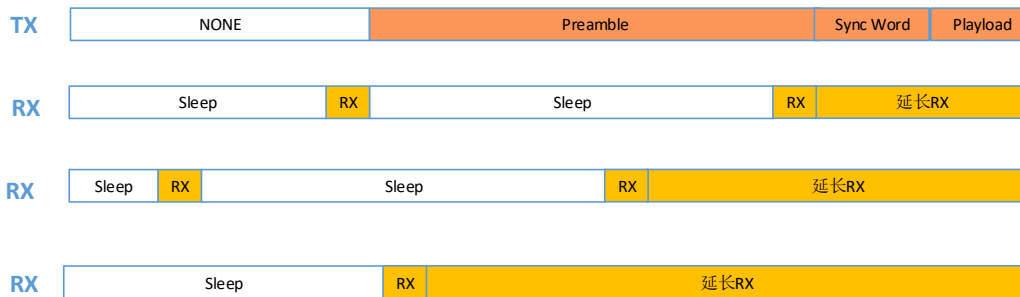 TX NONE Preamble Sync Word Playload
RX Sleep RX Sleep RX 延长RX
RX Sleep RX Sleep RX 延长RX
RX Sleep RX 延长RX